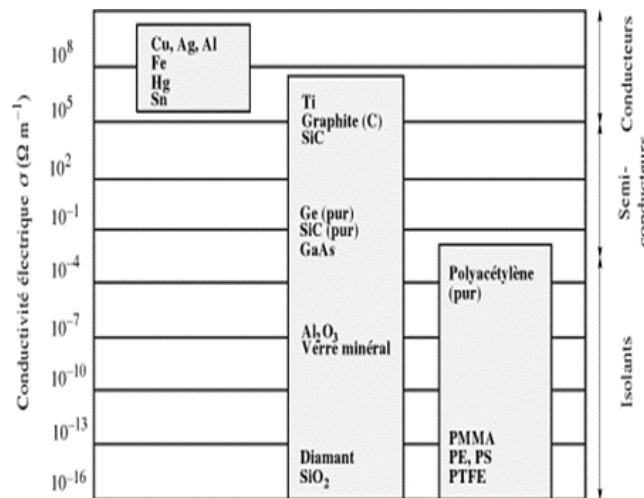 Conductivité électrique σ (Ω m⁻¹)
10⁸
10⁵
10²
10⁻¹
10⁻⁴
10⁻⁷
10⁻¹⁰
10⁻¹³
10⁻¹⁶
Cu, Ag, Al
Fe
Hg
Sn
Ti
Graphite (C)
SiC
Ge (pur)
SiC (pur)
GaAs
Al₂O₃
Verre minéral
Diamant
SiO₂
Polyacétylène
(pur)
PMMA
PE, PS
PTFE
Conducteurs
Semi-
conducteurs
Isolants